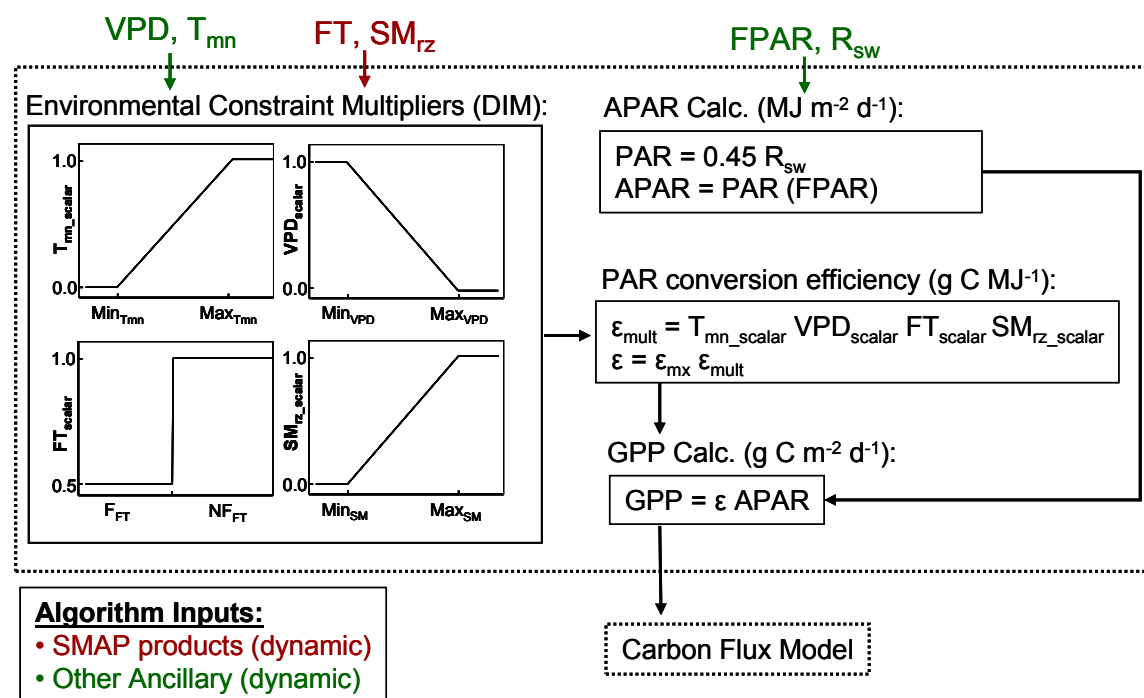 VPD, Tmn
FT, SMrz
FPAR, Rsw
Environmental Constraint Multipliers (DIM):
1.0
0.0
Tmn_scalar
MinTmn
MaxTmn
1.0
0.0
VPDscalar
MinVPD
MaxVPD
1.0
0.5
FTscalar
FFT
NFFT
1.0
0.0
SMrz_scalar
MinSM
MaxSM
APAR Calc. (MJ m-2 d-1):
PAR = 0.45 Rsw
APAR = PAR (FPAR)
PAR conversion efficiency (g C MJ-1):
εmult = Tmn_scalar VPDscalar FTscalar SMrz_scalar
ε = εmx εmult
GPP Calc. (g C m-2 d-1):
GPP = ε APAR
Carbon Flux Model
Algorithm Inputs:
• SMAP products (dynamic)
• Other Ancillary (dynamic)